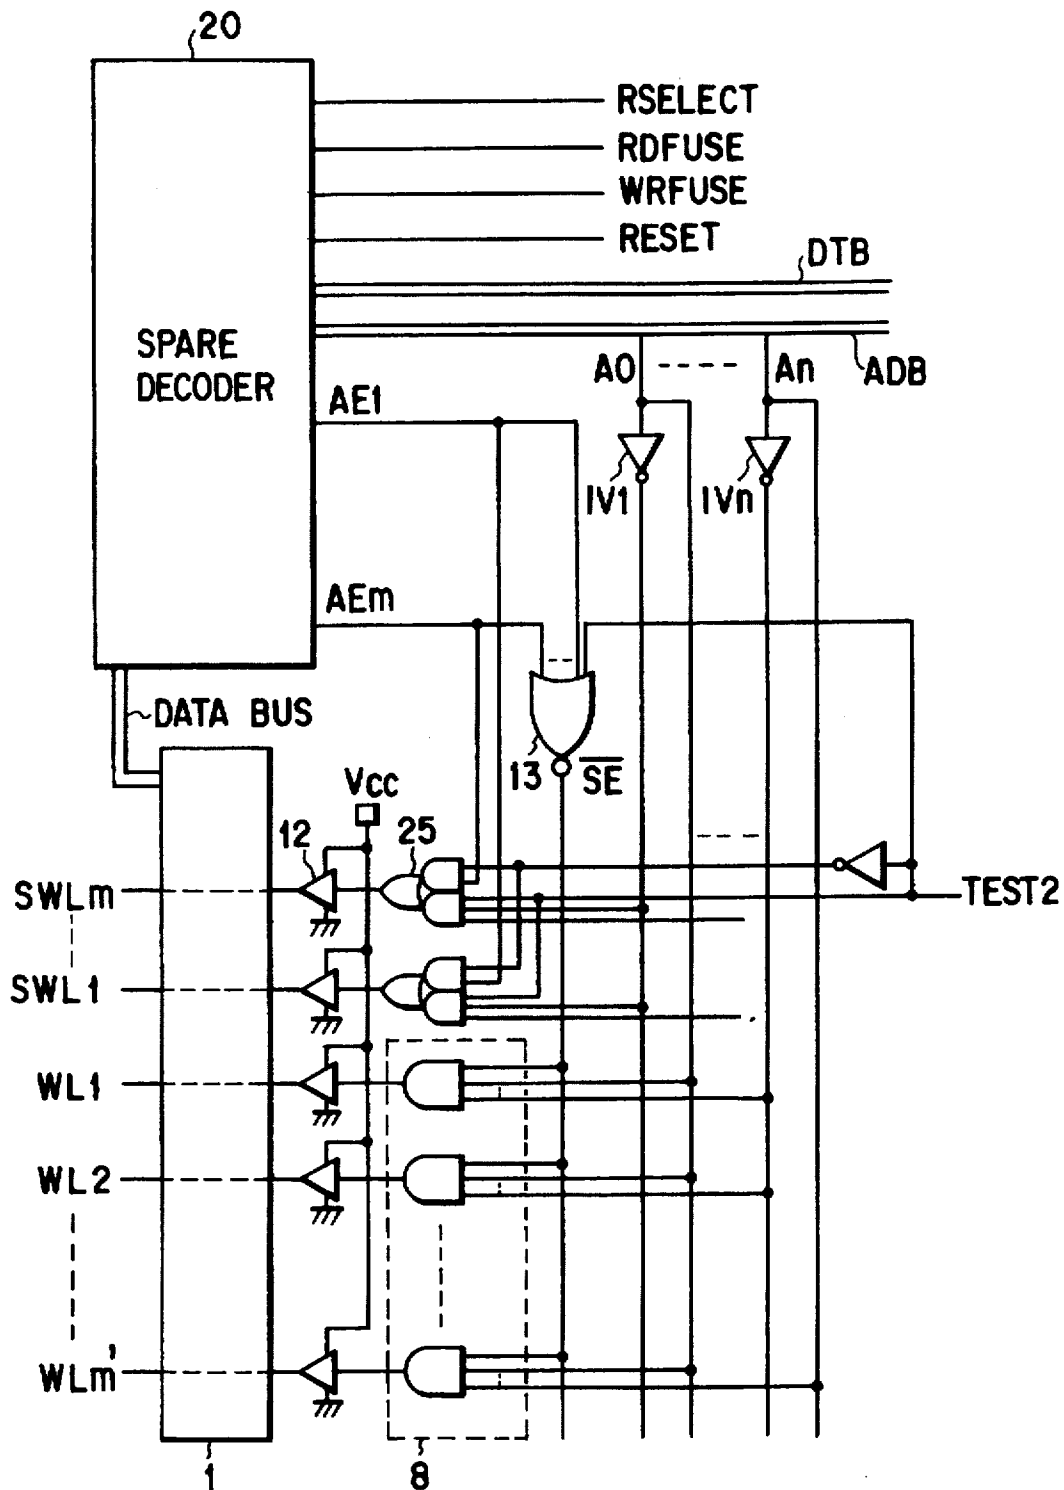 20
RSELECT
RDFUSE
WRFUSE
RESET
DTB
SPARE
DECODER
A0
An
ADB
AE1
IV1
IVn
AEm
DATA BUS
13
SE
Vcc
12
25
SWLm
TEST2
SWL1
WL1
WL2
WLm'
1
8